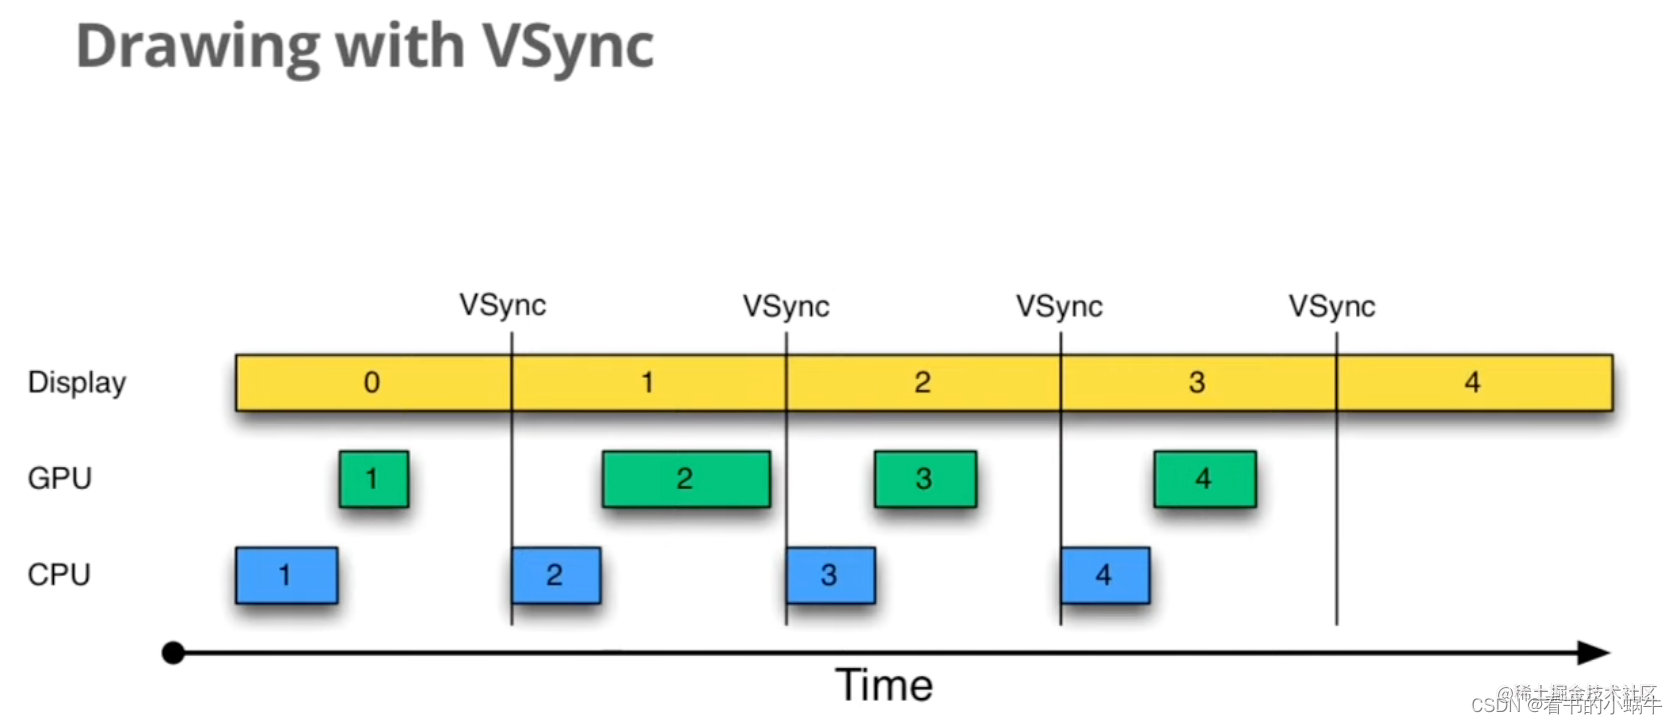 Drawing with VSync
VSync VSync VSync VSync
Display 0 1 2 3 4
GPU 1 2 3 4
CPU 1 2 3 4
Time
@稀土掘金技术社区
CSDN @看书的小蜗牛